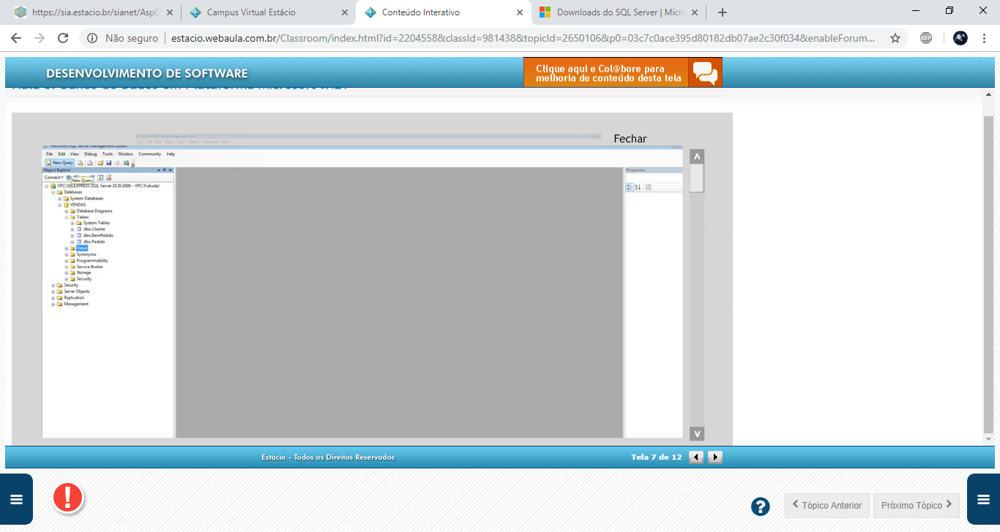 https://sia.estacio.br/sianet/AspC
Campus Virtual Estácio
Conteúdo Interativo
Downloads do SQL Server | Micro
Não seguro
estacio.webaula.com.br/Classroom/index.html?id=2204558&classId=981438&topicId=2650106&p0=03c7c0ace395d80182db07ae2c30f034&enableForum...
ABP
DESENVOLVIMENTO DE SOFTWARE
Clique aqui e Col@bore para
melhoria de conteúdo desta tela
Fechar
Microsoft SQL Server Management Studio
File Edit View Debug Tools Window Community Help
New Query
Object Explorer
Properties
Connect
New Query
VPC\SQLEXPRESS (SQL Server 10.50.1600 - VPC\Fukuda)
Databases
System Databases
VENDAS
Database Diagrams
Tables
System Tables
dbo.Cliente
dbo.ItemPedido
dbo.Pedido
Views
Synonyms
Programmability
Service Broker
Storage
Security
Security
Server Objects
Replication
Management
Estácio - Todos os Direitos Reservados
Tela 7 de 12
Tópico Anterior
Próximo Tópico